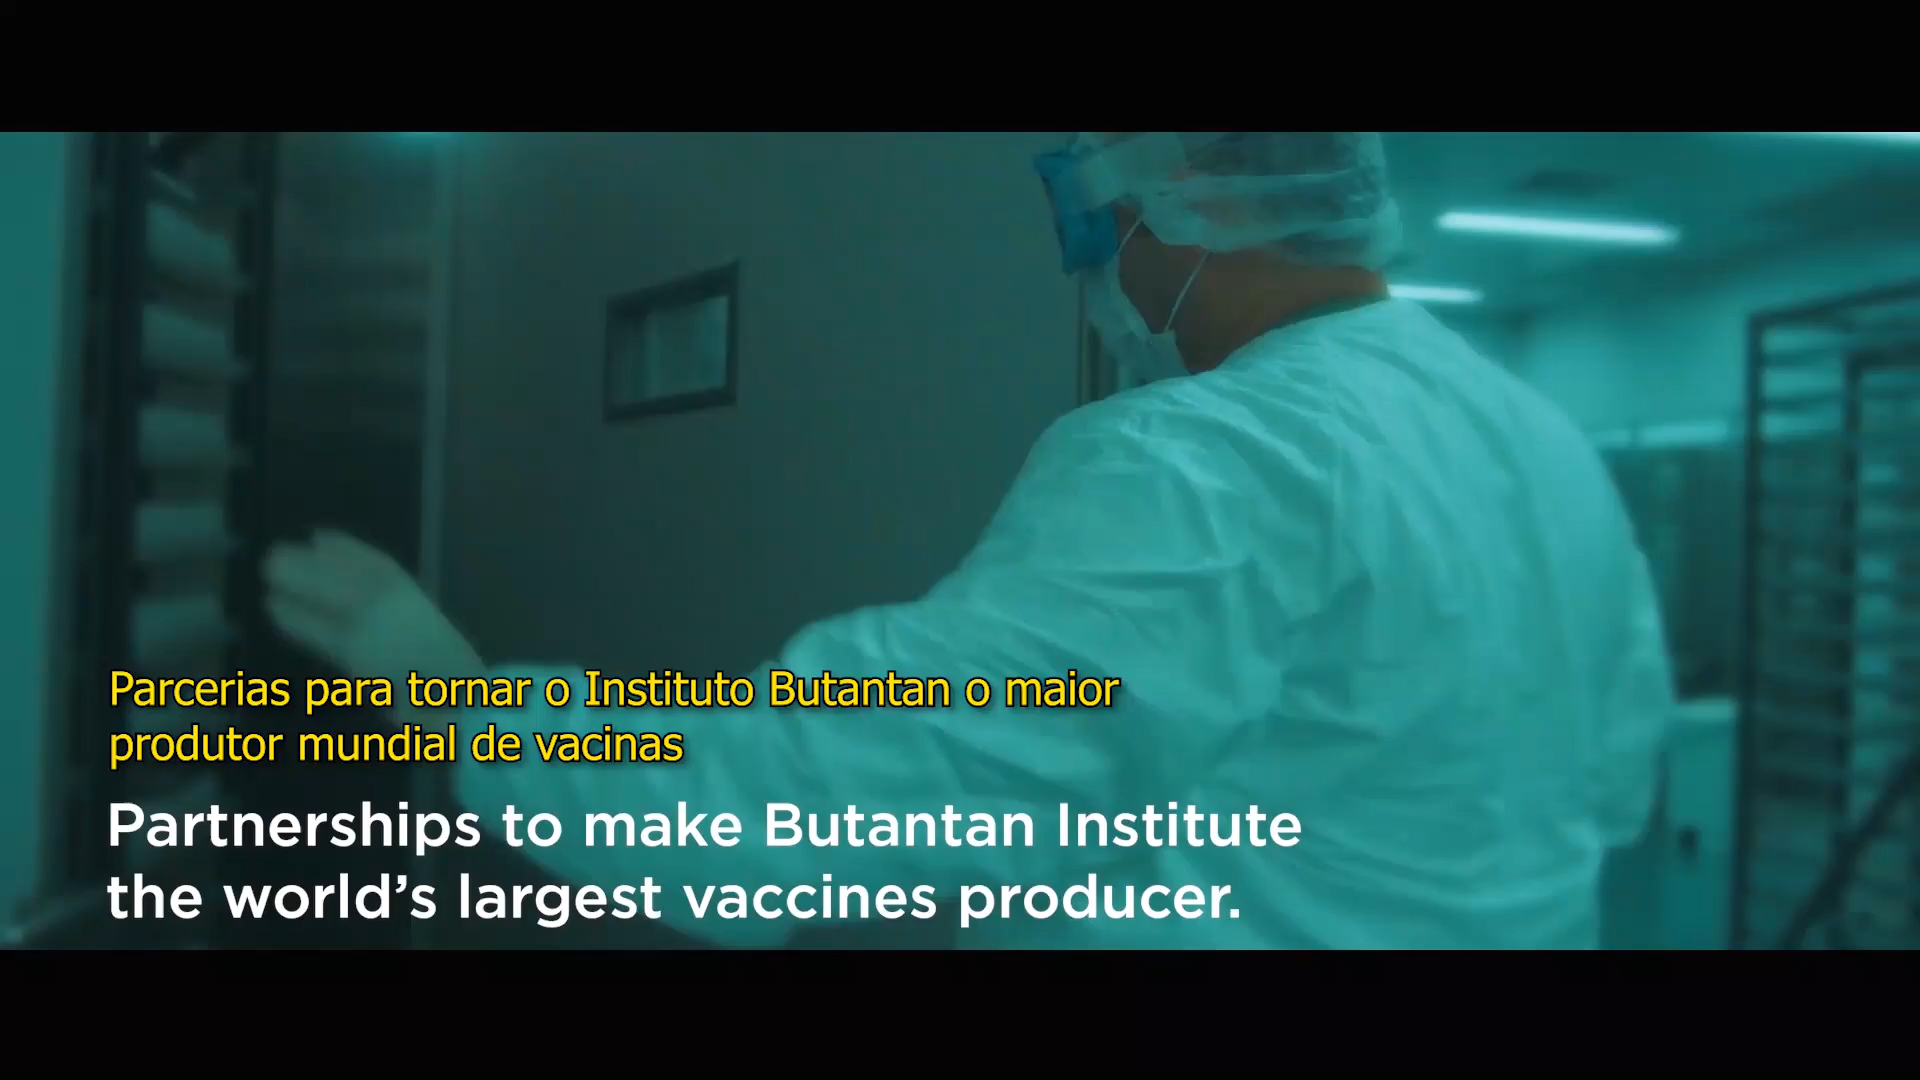 Parcerias para tornar o Instituto Butantan o maior
produtor mundial de vacinas
Partnerships to make Butantan Institute
the world’s largest vaccines producer.